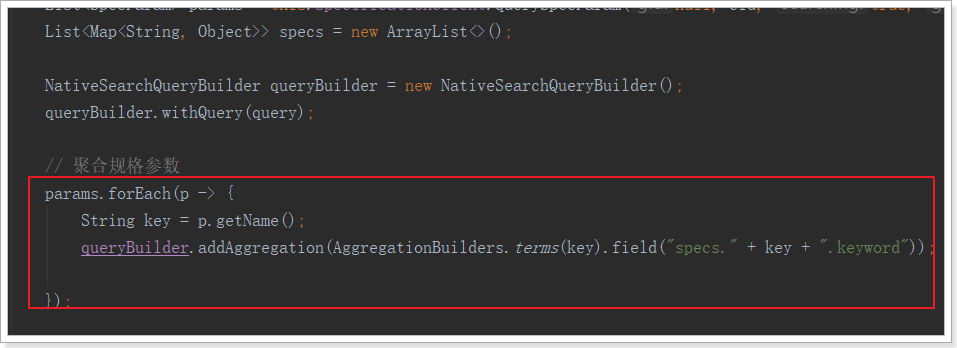 List<Map<String, Object>> specs = new ArrayList<>();
NativeSearchQueryBuilder queryBuilder = new NativeSearchQueryBuilder();
queryBuilder.withQuery(query);
// 聚合规格参数
params.forEach(p -> {
String key = p.getName();
queryBuilder.addAggregation(AggregationBuilders.terms(key).field("specs." + key + ".keyword"));
});